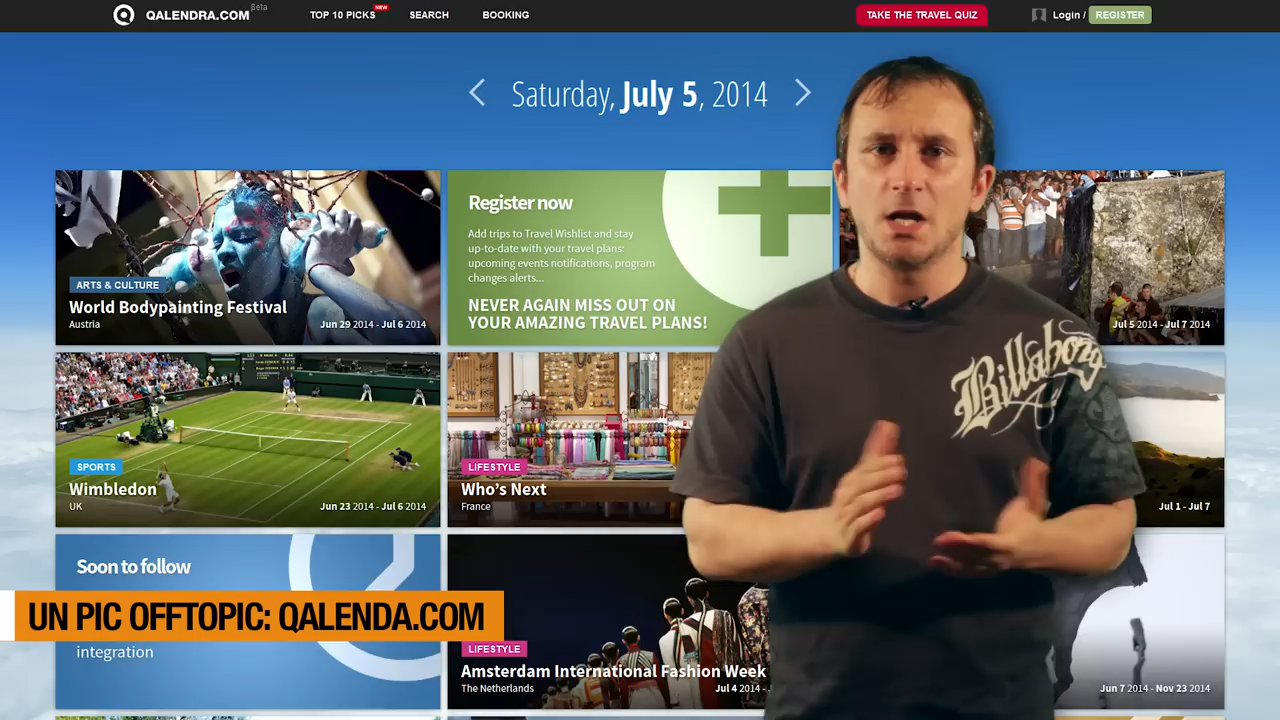 QALENDRA.COM
Beta
TOP 10 PICKS
NEW
SEARCH
BOOKING
TAKE THE TRAVEL QUIZ
Login /
REGISTER
Saturday, July 5, 2014
ARTS & CULTURE
World Bodypainting Festival
Austria
Jun 29 2014 - Jul 6 2014
Register now
Add trips to Travel Wishlist and stay
up-to-date with your travel plans:
upcoming events notifications, program
changes alerts...
NEVER AGAIN MISS OUT ON
YOUR AMAZING TRAVEL PLANS!
Jul 5 2014 - Jul 7 2014
Billabong
SPORTS
Wimbledon
UK
Jun 23 2014 - Jul 6 2014
LIFESTYLE
Who's Next
France
Jul 1 - Jul 7
Soon to follow
UN PIC OFFTOPIC: QALENDA.COM
integration
LIFESTYLE
Amsterdam International Fashion Week
The Netherlands
Jul 4 2014 -
Jun 7 2014 - Nov 23 2014